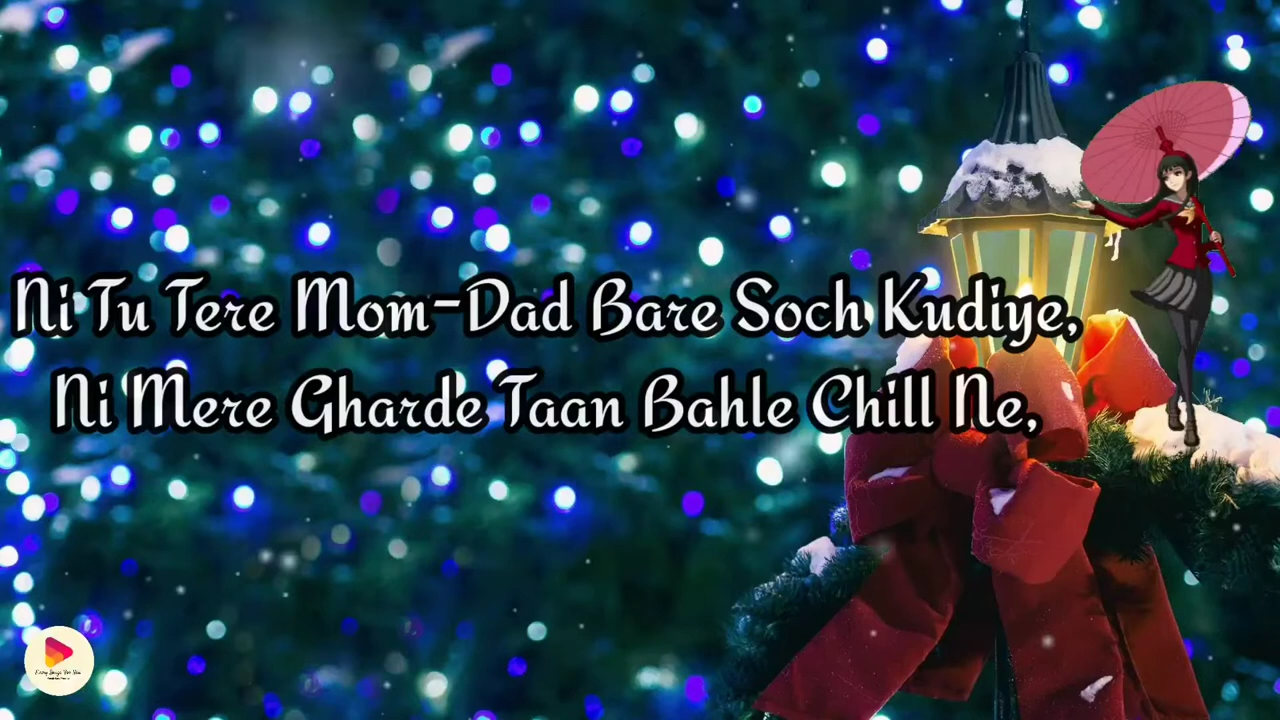 Ni Tu Tere Mom-Dad Bare Soch Kudiye,
Ni Mere Gharde Taan Bahle Chill Ne,